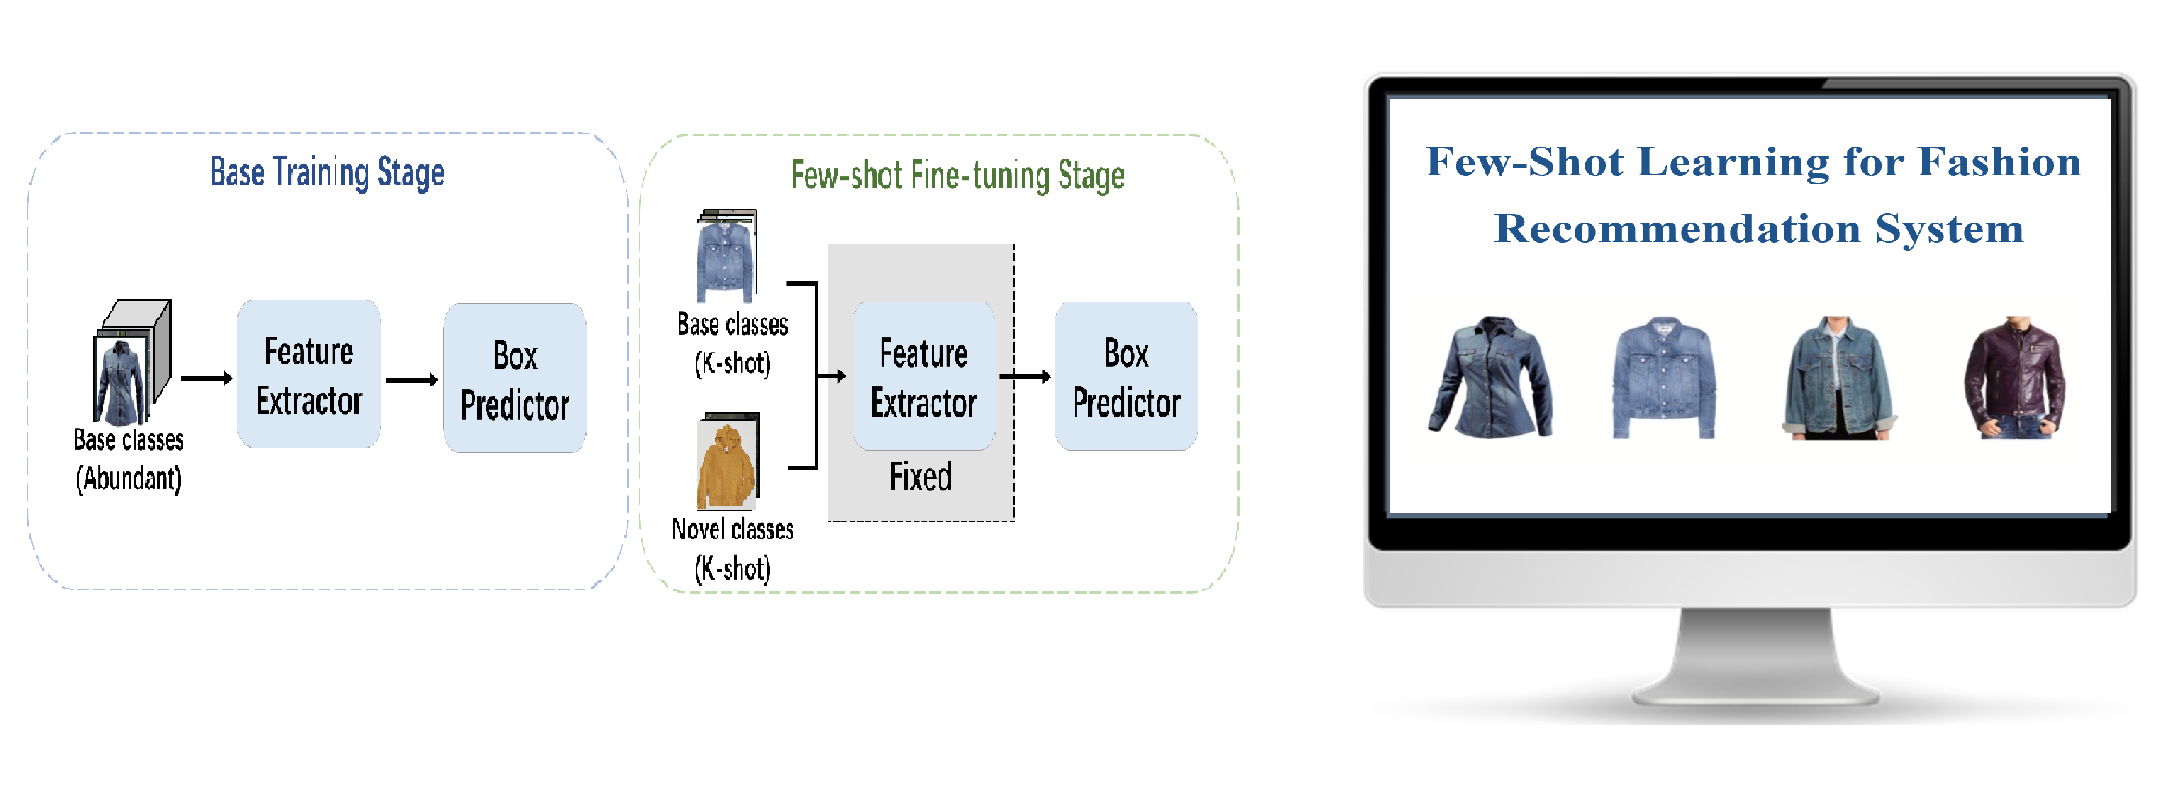 Base Training Stage
Base classes
(Abundant)
Feature
Extractor
Box
Predictor
Few-shot Fine-tuning Stage
Base classes
(K-shot)
Novel classes
(K-shot)
Feature
Extractor
Fixed
Box
Predictor
Few-Shot Learning for Fashion
Recommendation System